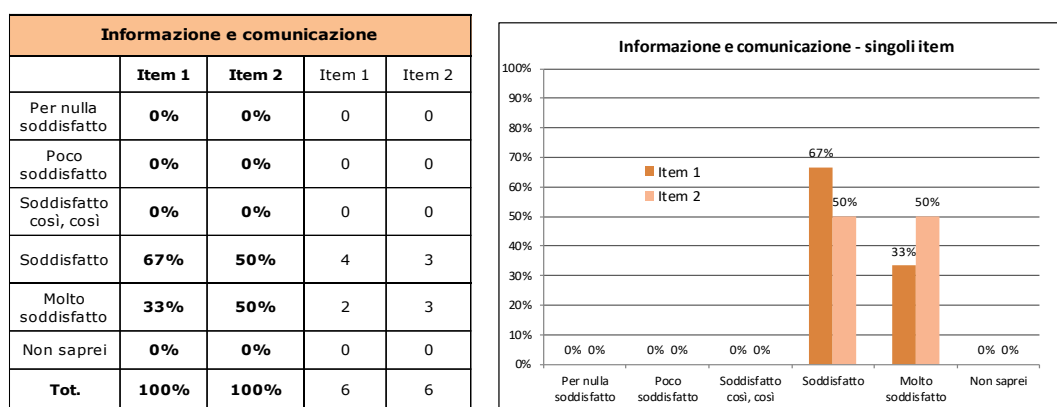 Informazione e comunicazione
Item 1 Item 2 Item 1 Item 2
Per nulla
soddisfatto
0% 0% 0 0
Poco
soddisfatto
0% 0% 0 0
Soddisfatto
così, così
0% 0% 0 0
Soddisfatto 67% 50% 4 3
Molto
soddisfatto
33% 50% 2 3
Non saprei 0% 0% 0 0
Tot. 100% 100% 6 6
Informazione e comunicazione - singoli item
100%
90%
80%
70%
60%
50%
40%
30%
20%
10%
0%
Item 1
Item 2
0% 0% 0% 0% 0% 0% 67% 50% 33% 50% 0% 0%
Per nulla
soddisfatto
Poco
soddisfatto
Soddisfatto
così, così
Soddisfatto
Molto
soddisfatto
Non saprei